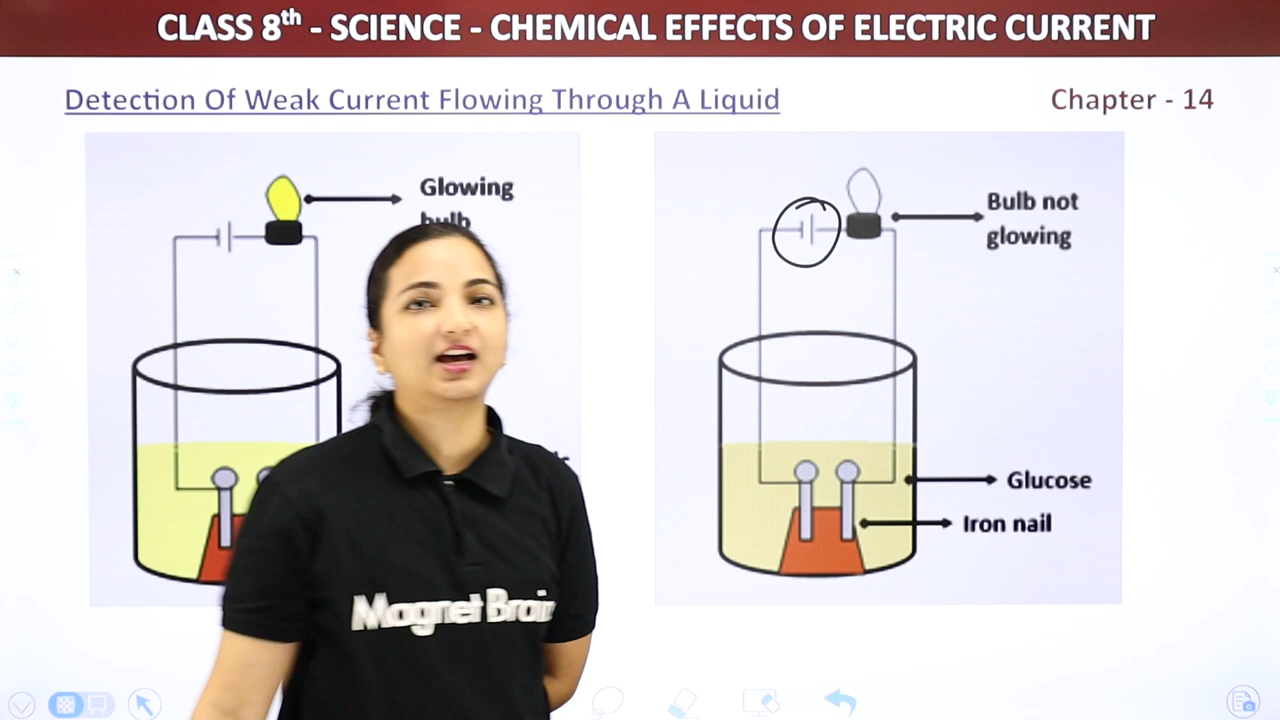 CLASS 8th - SCIENCE - CHEMICAL EFFECTS OF ELECTRIC CURRENT
Detection Of Weak Current Flowing Through A Liquid
Chapter - 14
Glowing
bulb
Bulb not
glowing
Glucose
Iron nail
Magnet Brain